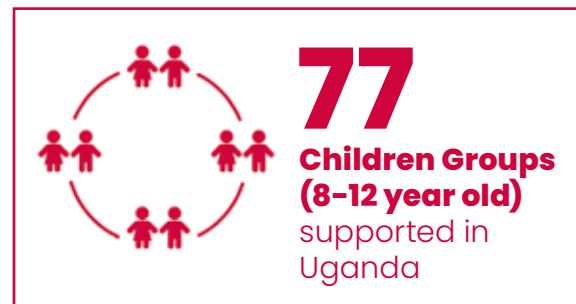 77
Children Groups
(8-12 year old)
supported in
Uganda